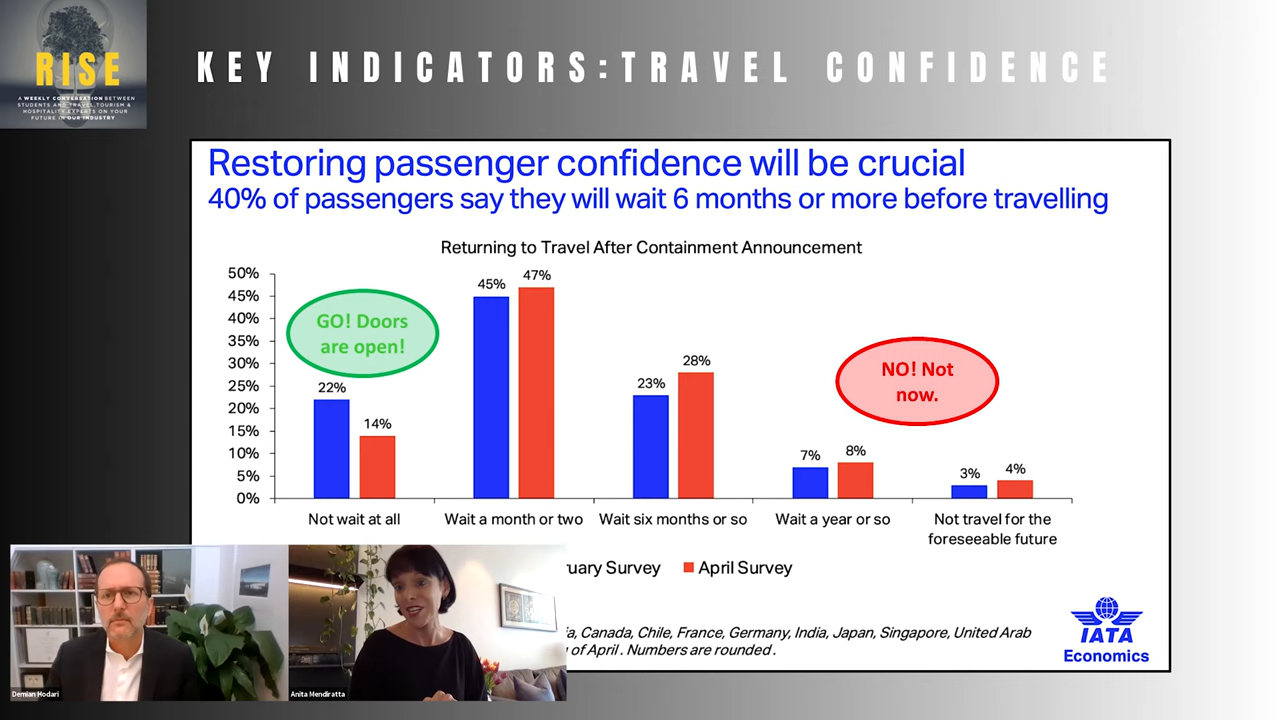 RISE
A WEEKLY CONVERSATION BETWEEN
STUDENTS AND TRAVEL, TOURISM &
HOSPITALITY EXPERTS ON YOUR
FUTURE IN OUR INDUSTRY
KEY INDICATORS:TRAVEL CONFIDENCE
Restoring passenger confidence will be crucial
40% of passengers say they will wait 6 months or more before travelling
Returning to Travel After Containment Announcement
50%
45%
40%
35%
30%
25%
20%
15%
10%
5%
0%
GO! Doors
are open!
NO! Not
now.
22%
14%
45%
47%
23%
28%
7%
8%
3%
4%
Not wait at all
Wait a month or two
Wait six months or so
Wait a year or so
Not travel for the
foreseeable future
Survey
April Survey
Canada, Chile, France, Germany, India, Japan, Singapore, United Arab
of April. Numbers are rounded.
IATA
Economics
Demian Hodari
Anita Mendiratta